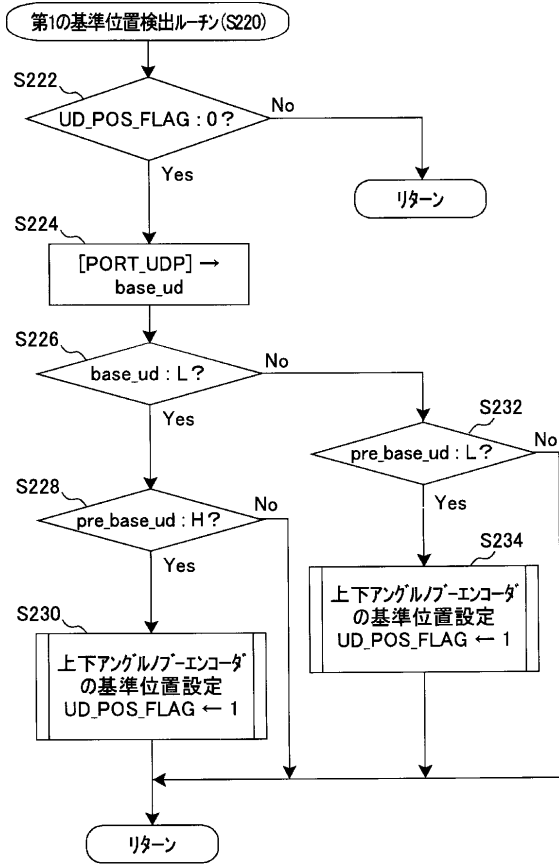 第1の基準位置検出ルーチン(S220)
S222
UD_POS_FLAG : 0?
No
Yes
リターン
S224
[PORT_UDP] →
base_ud
S226
base_ud : L?
No
Yes
S232
pre_base_ud : L?
No
Yes
S228
pre_base_ud : H?
No
Yes
S234
上下アングルノブーエンコーダ
の基準位置設定
UD_POS_FLAG ← 1
S230
上下アングルノブーエンコーダ
の基準位置設定
UD_POS_FLAG ← 1
リターン